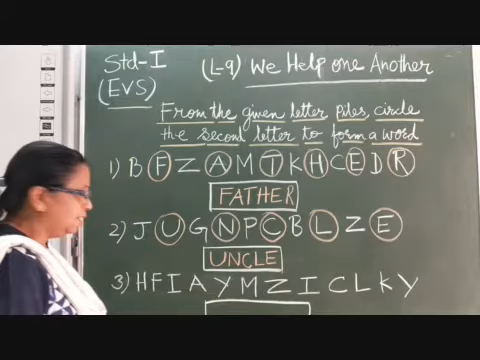 Std-I
(L-9) We Help one Another
(EVS)
From the given letter piles, circle
the second letter to form a word
1) B F Z A M T K H C E D R
FATHER
2) J U G N P C B L Z E
UNCLE
3) H F I A Y M Z I C L K Y